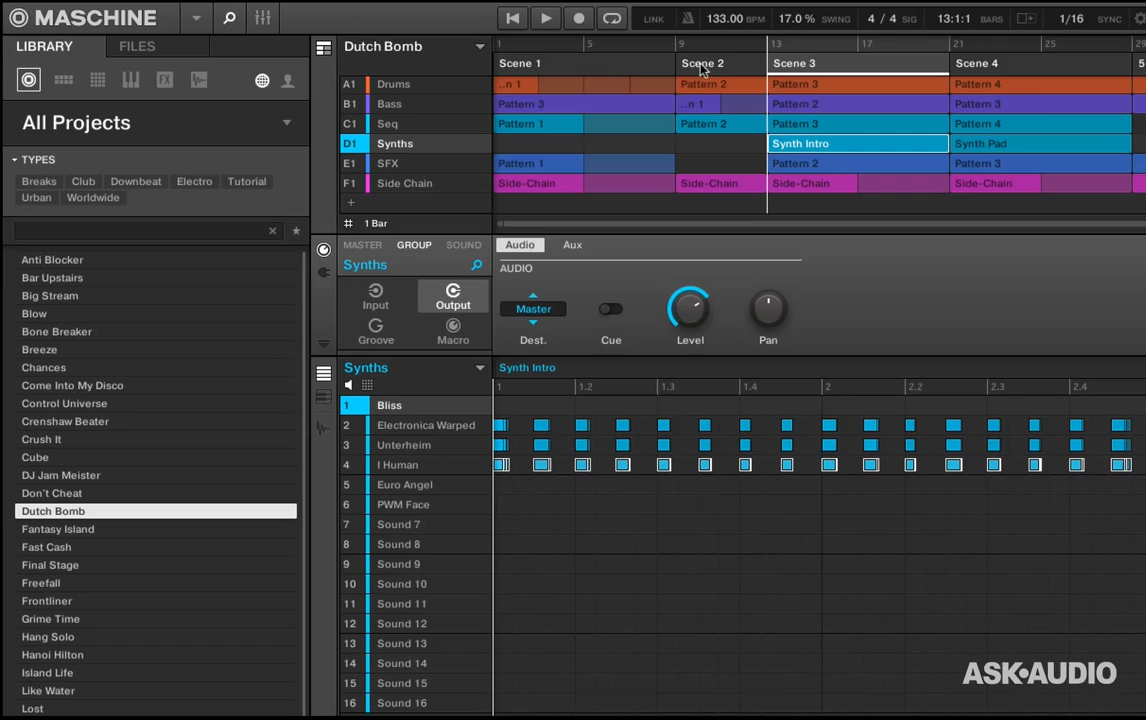 MASCHINE
LINK 133.00 BPM 17.0 % SWING 4 / 4 SIG 13:1:1 BARS 1/16 SYNC
LIBRARY FILES
Dutch Bomb
1 5 9 13 17 21 25 29
Scene 1 Scene 2 Scene 3 Scene 4 5
A1 Drums ..n 1 Pattern 2 Pattern 3 Pattern 4
B1 Bass Pattern 3 ..n 1 Pattern 2 Pattern 3
C1 Seq Pattern 1 Pattern 2 Pattern 3 Pattern 4
D1 Synths Synth Intro Synth Pad
E1 SFX Pattern 1 Pattern 2 Pattern 3
F1 Side Chain Side-Chain Side-Chain Side-Chain Side-Chain
+
# 1 Bar
FX
All Projects
TYPES
Breaks Club Downbeat Electro Tutorial
Urban Worldwide
Anti Blocker
Bar Upstairs
Big Stream
Blow
Bone Breaker
Breeze
Chances
Come Into My Disco
Control Universe
Crenshaw Beater
Crush It
Cube
DJ Jam Meister
Don't Cheat
Dutch Bomb
Fantasy Island
Fast Cash
Final Stage
Freefall
Frontliner
Grime Time
Hang Solo
Hanoi Hilton
Island Life
Like Water
Lost
MASTER GROUP SOUND
Synths
Input Output
Groove Macro
Audio Aux
AUDIO
Master
Dest. Cue Level Pan
Synths
Synth Intro
1 1.2 1.3 1.4 2 2.2 2.3 2.4
1 Bliss
2 Electronica Warped
3 Unterheim
4 I Human
5 Euro Angel
6 PWM Face
7 Sound 7
8 Sound 8
9 Sound 9
10 Sound 10
11 Sound 11
12 Sound 12
13 Sound 13
14 Sound 14
15 Sound 15
16 Sound 16
ASK•AUDIO